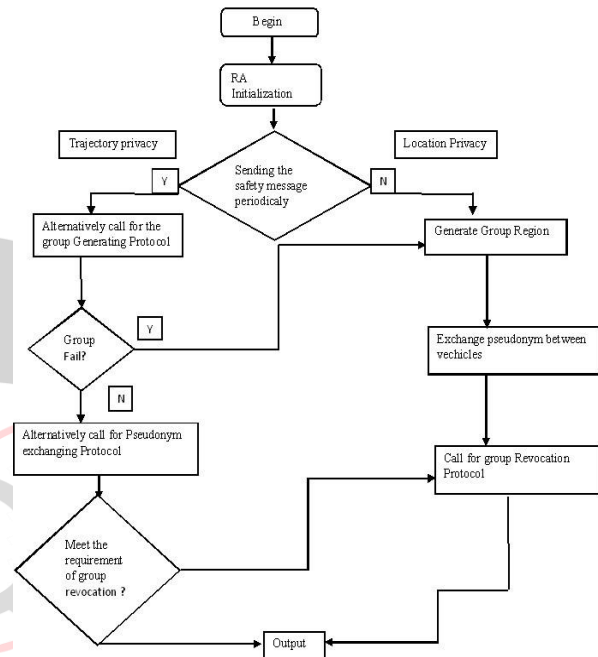 Begin
RA
Initialization
Trajectory privacy
Location Privacy
Sending the
safety message
periodicaly
Y
N
Alternatively call for the
group Generating Protocol
Generate Group Region
Group
Fail?
Y
Exchange pseudonym between
vechicles
N
Alternatively call for Pseudonym
exchanging Protocol
Call for group Revocation
Protocol
Meet the
requirement
of group
revocation ?
Output